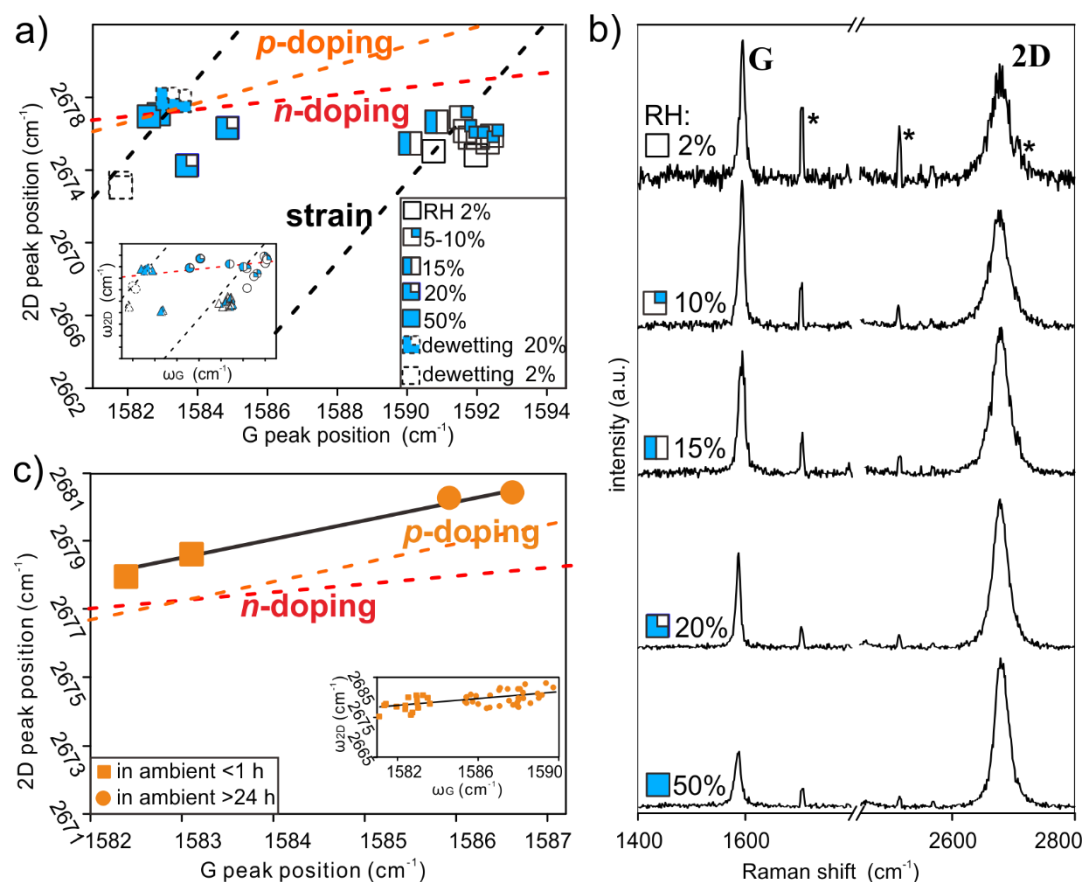 a)
2D peak position (cm⁻¹)
2678
2674
2670
2666
2662
p-doping
n-doping
strain
RH 2%
5-10%
15%
20%
50%
dewetting 20%
dewetting 2%
ω2D (cm⁻¹)
ωG (cm⁻¹)
1582 1584 1586 1588 1590 1592 1594
G peak position (cm⁻¹)
b)
G
2D
RH:
2%
*
*
*
10%
15%
20%
50%
intensity (a.u.)
1400 1600 2600 2800
Raman shift (cm⁻¹)
c)
2D peak position (cm⁻¹)
2681
2679
2677
2675
2673
2671
p-doping
n-doping
ω2D (cm⁻¹)
2685
2675
2665
1582 1586 1590
ωG (cm⁻¹)
in ambient <1 h
in ambient >24 h
1582 1583 1584 1585 1586 1587
G peak position (cm⁻¹)